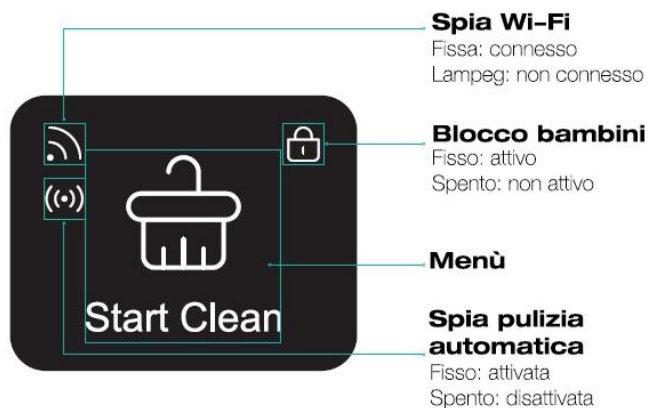 Spia Wi-Fi
Fissa: connesso
Lampeg: non connesso
Blocco bambini
Fisso: attivo
Spento: non attivo
Menù
Start Clean
Spia pulizia
automatica
Fisso: attivata
Spento: disattivata